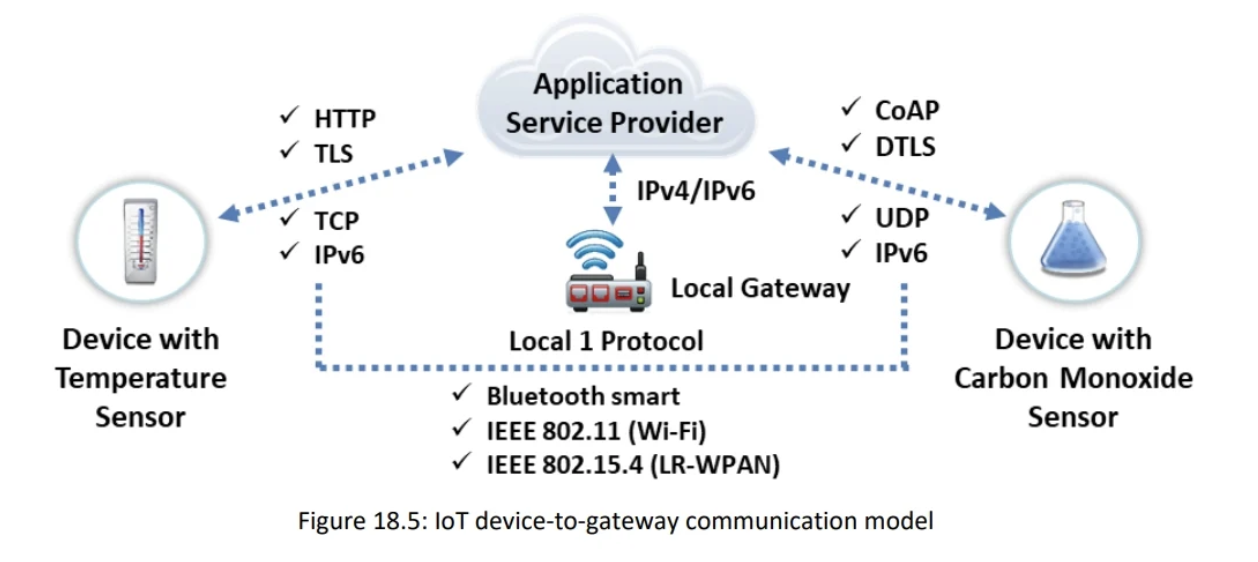 Application
Service Provider
✓ HTTP
✓ TLS
✓ TCP
✓ IPv6
IPv4/IPv6
✓ CoAP
✓ DTLS
✓ UDP
✓ IPv6
Local Gateway
Device with
Temperature
Sensor
Local 1 Protocol
✓ Bluetooth smart
✓ IEEE 802.11 (Wi-Fi)
✓ IEEE 802.15.4 (LR-WPAN)
Device with
Carbon Monoxide
Sensor
Figure 18.5: IoT device-to-gateway communication model